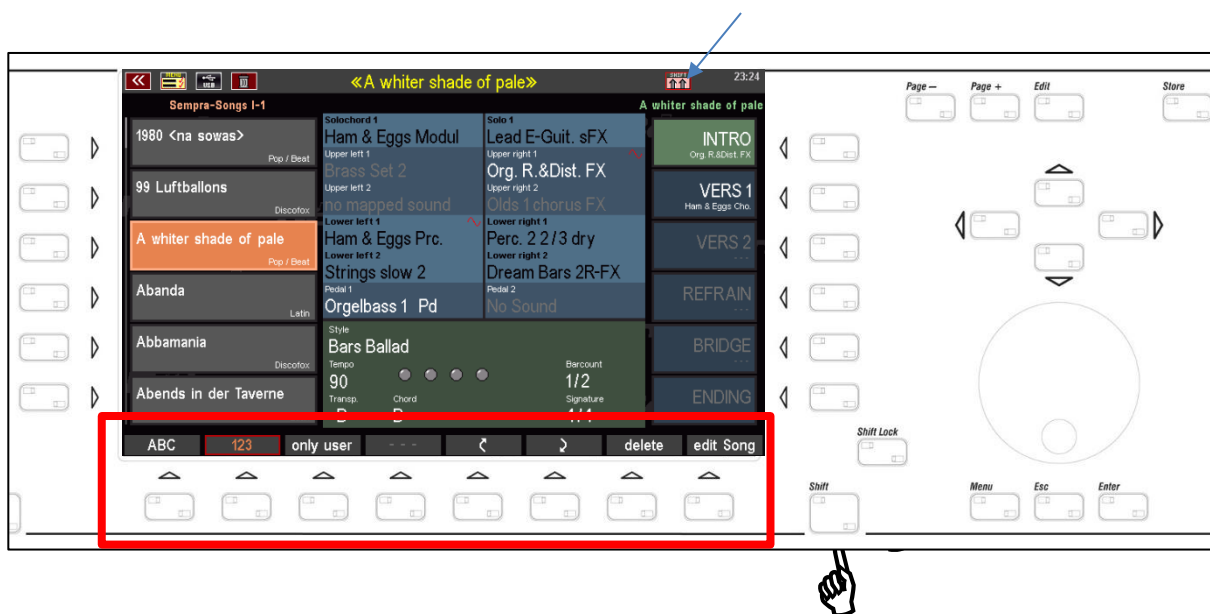 MENU
USB
«A whiter shade of pale»
SHIFT
23:24
Sempra-Songs I-1
A whiter shade of pale
1980 <na sowas>
Pop / Beat
99 Luftballons
Discofox
A whiter shade of pale
Pop / Beat
Abanda
Latin
Abbamania
Discofox
Abends in der Taverne
Solochord 1
Ham & Eggs Modul
Solo 1
Lead E-Guit. sFX
Upper left 1
Brass Set 2
Upper right 1
Org. R.&Dist. FX
Upper left 2
no mapped sound
Upper right 2
Olds 1 chorus FX
Lower left 1
Ham & Eggs Prc.
Lower right 1
Perc. 2 2/3 dry
Lower left 2
Strings slow 2
Lower right 2
Dream Bars 2R-FX
Pedal 1
Orgelbass 1 Pd
Pedal 2
No Sound
Style
Bars Ballad
Tempo
90
Barcount
1/2
Transp.
Chord
Signature
INTRO
Org. R.&Dist. FX
VERS 1
Ham & Eggs Cho.
VERS 2
- - -
REFRAIN
- - -
BRIDGE
- - -
ENDING
ABC
123
only user
- - -
delete
edit Song
Page –
Page +
Edit
Store
Shift Lock
Shift
Menu
Esc
Enter